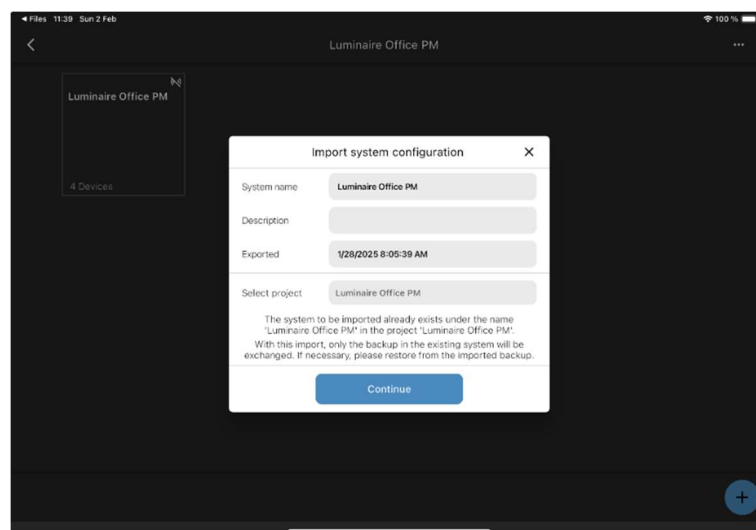 Files 11:39 Sun 2 Feb 100 %
Luminaire Office PM
Luminaire Office PM
4 Devices
Import system configuration
System name Luminaire Office PM
Description
Exported 1/28/2025 8:05:39 AM
Select project Luminaire Office PM
The system to be imported already exists under the name
'Luminaire Office PM" in the project 'Luminaire Office PM'.
With this import, only the backup in the existing system will be
exchanged. If necessary, please restore from the imported backup.
Continue